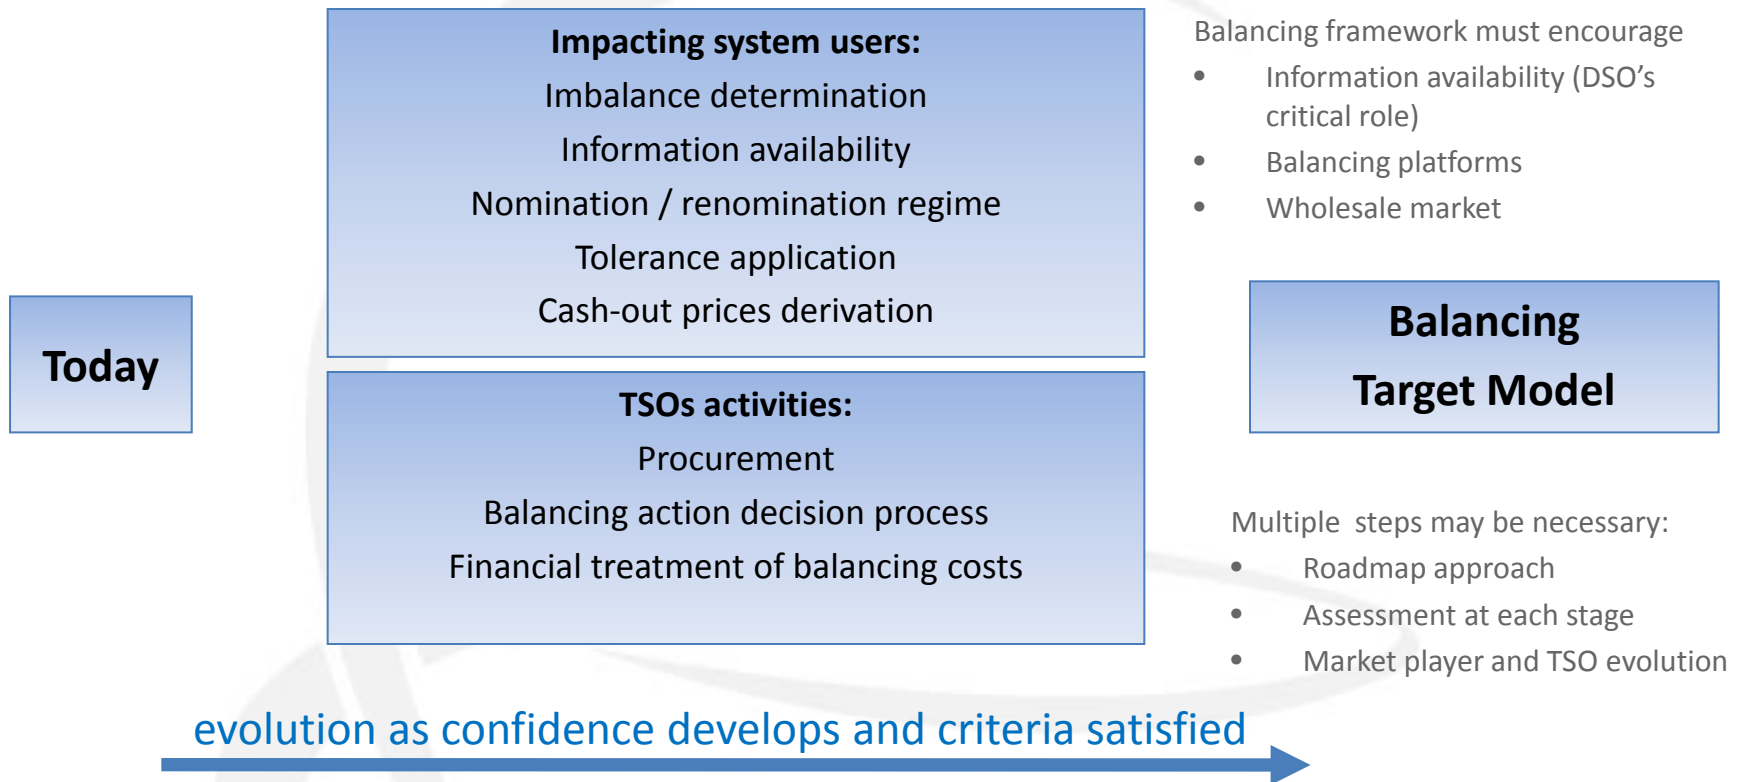 Today
Impacting system users:
Imbalance determination
Information availability
Nomination / renomination regime
Tolerance application
Cash-out prices derivation
TSOs activities:
Procurement
Balancing action decision process
Financial treatment of balancing costs
Balancing framework must encourage
• Information availability (DSO’s
critical role)
• Balancing platforms
• Wholesale market
Balancing
Target Model
Multiple steps may be necessary:
• Roadmap approach
• Assessment at each stage
• Market player and TSO evolution
evolution as confidence develops and criteria satisfied